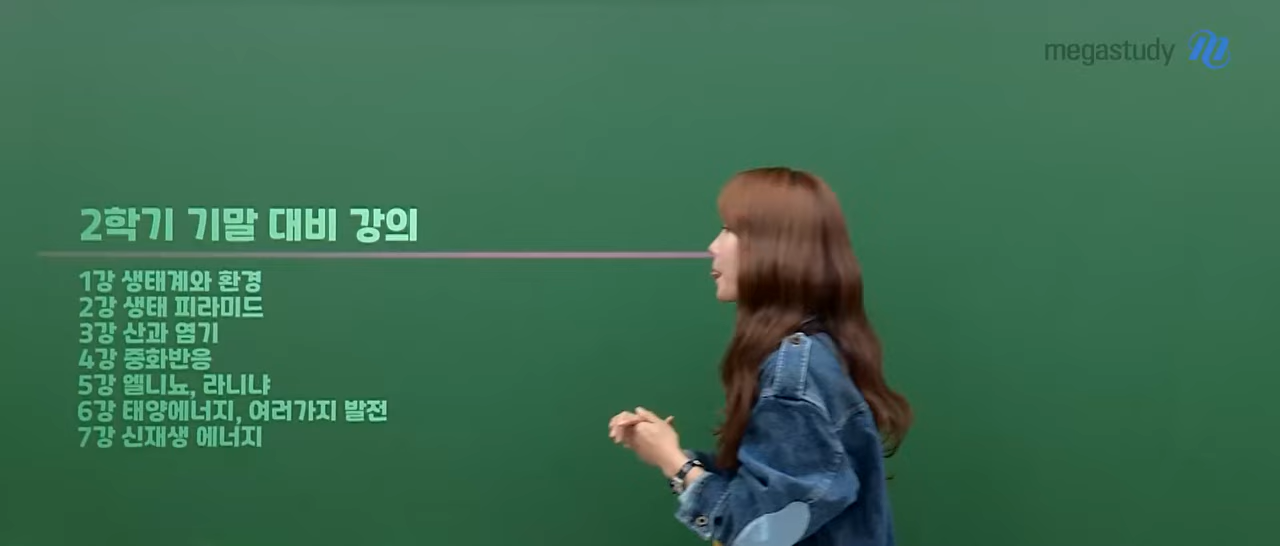 megastudy
2학기 기말 대비 강의
1강 생태계와 환경
2강 생태 피라미드
3강 산과 염기
4강 중화반응
5강 엘니뇨, 라니냐
6강 태양에너지, 여러가지 발전
7강 신재생 에너지